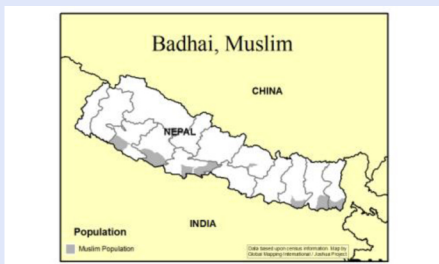 Badhai, Muslim
CHINA
NEPAL
INDIA
Population
Muslim Population
Data based upon census information. Map by
Global Mapping International / Joshua Project